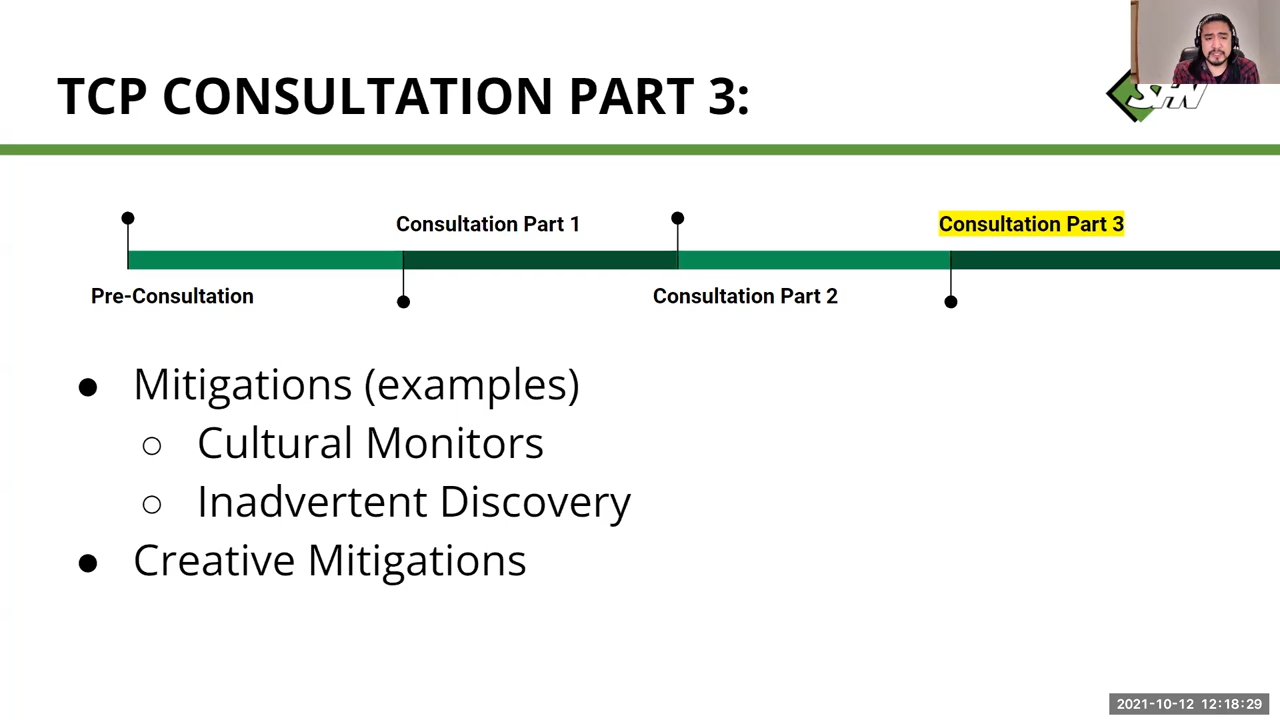 TCP CONSULTATION PART 3:
Consultation Part 1
Consultation Part 3
Pre-Consultation
Consultation Part 2
● Mitigations (examples)
○ Cultural Monitors
○ Inadvertent Discovery
● Creative Mitigations
2021-10-12 12:18:29